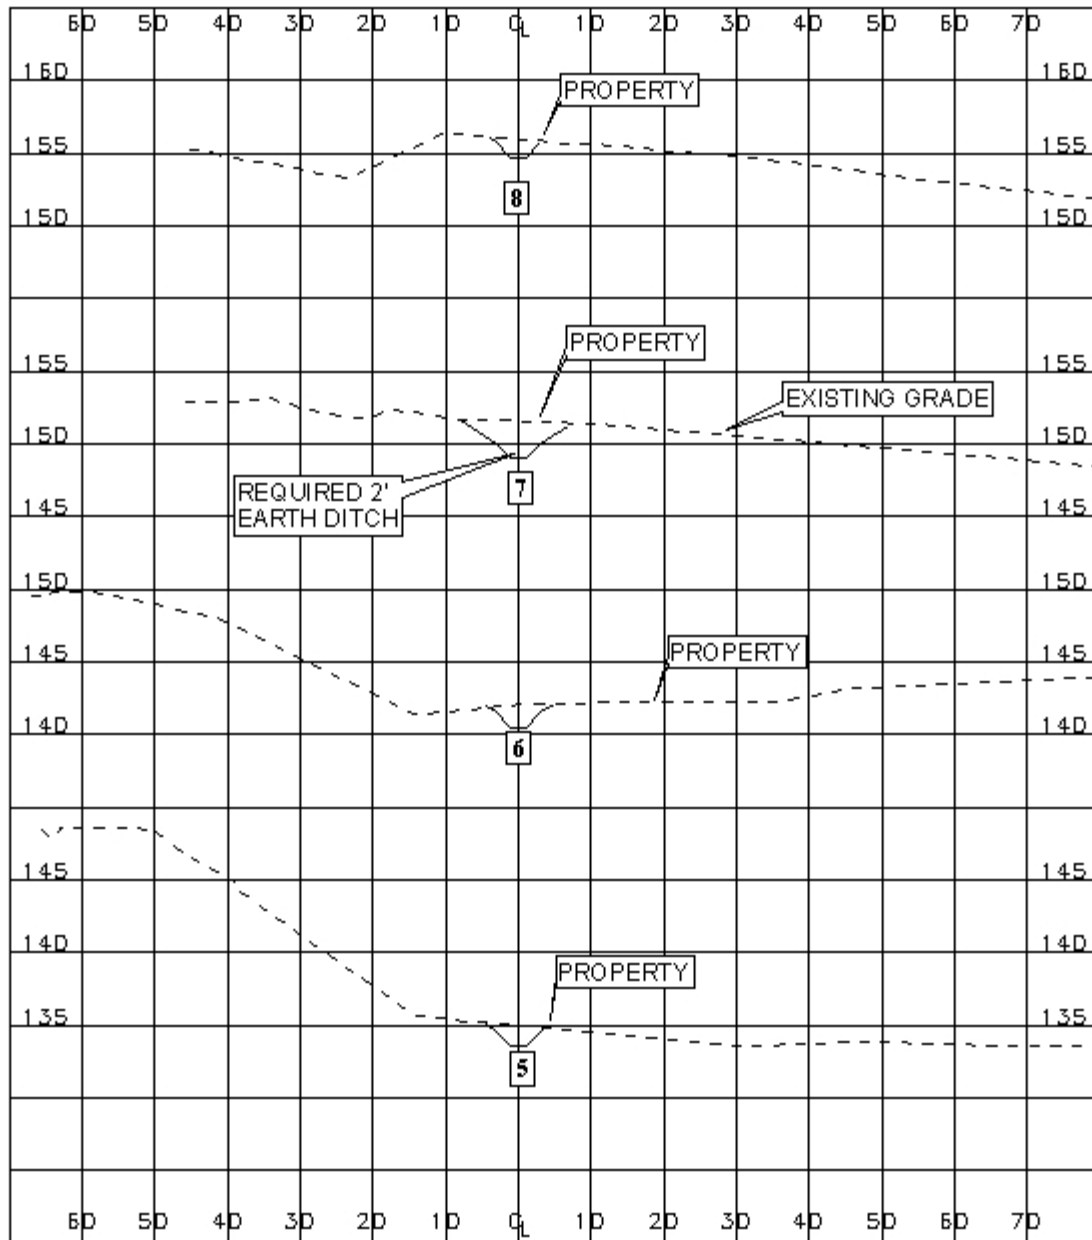 60 50 40 30 20 10 0 10 20 30 40 50 60 70
L
160 160
PROPERTY
155 155
8
150 150
PROPERTY
155 155
EXISTING GRADE
150 150
REQUIRED 2'
EARTH DITCH
7
145 145
150 150
PROPERTY
145 145
140 140
6
145 145
140 140
PROPERTY
135 135
5
60 50 40 30 20 10 0 10 20 30 40 50 60 70
L